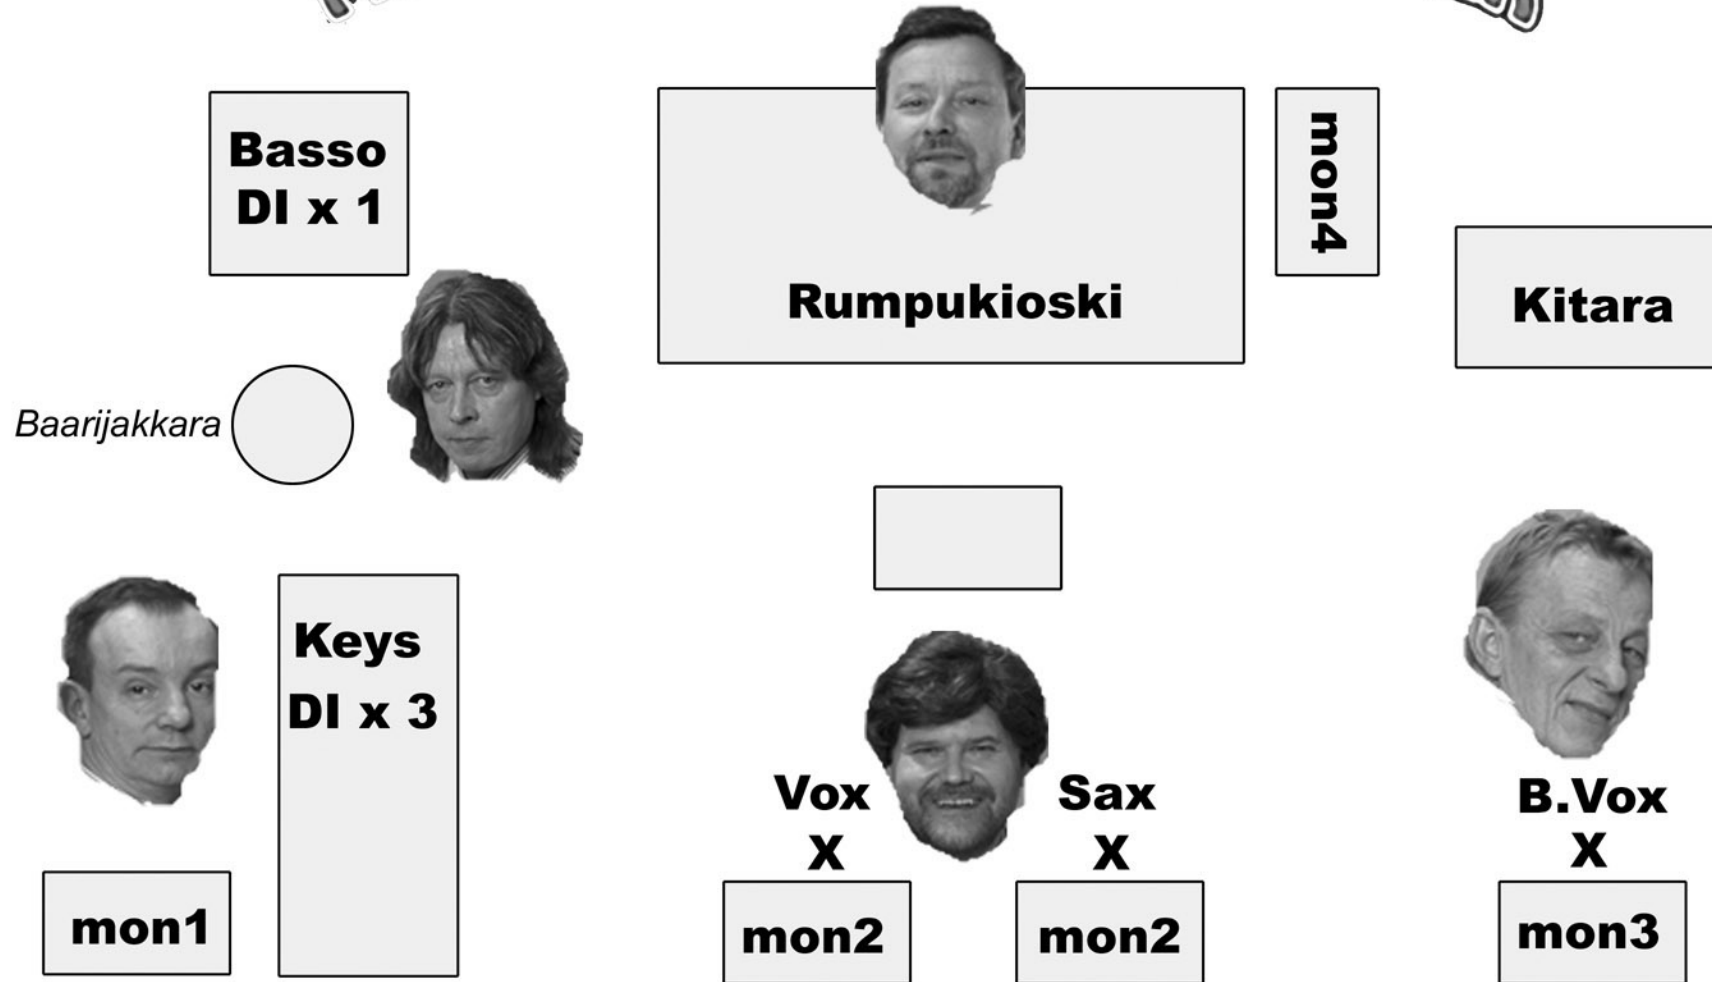 Basso
DI x 1
Rumpukioski
mon4
Kitara
Baarijakkara
Keys
DI x 3
Vox
X
Sax
X
B.Vox
X
mon1
mon2
mon2
mon3